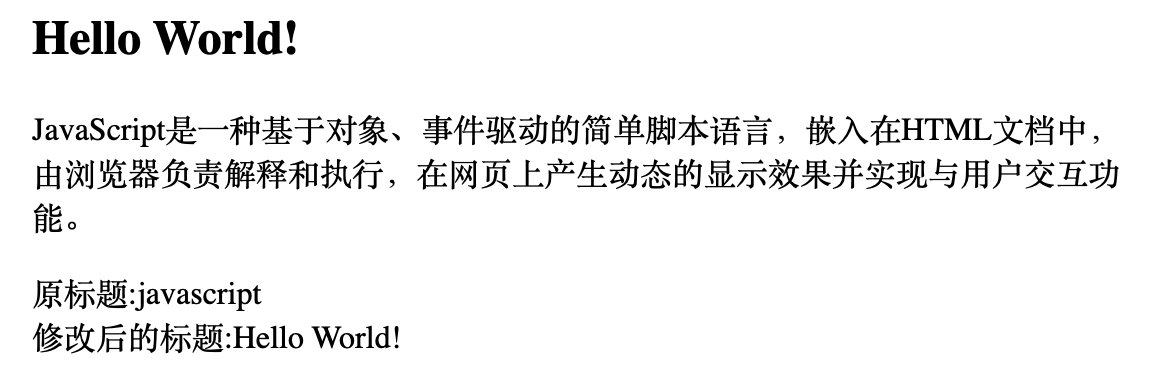 Hello World!
JavaScript是一种基于对象、事件驱动的简单脚本语言，嵌入在HTML文档中，
由浏览器负责解释和执行，在网页上产生动态的显示效果并实现与用户交互功
能。
原标题:javascript
修改后的标题:Hello World!